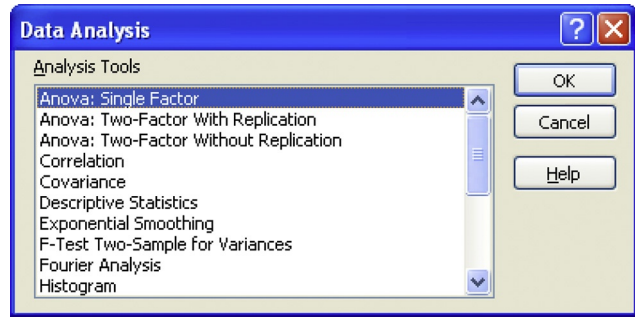 Data Analysis
Analysis Tools
Anova: Single Factor
Anova: Two-Factor With Replication
Anova: Two-Factor Without Replication
Correlation
Covariance
Descriptive Statistics
Exponential Smoothing
F-Test Two-Sample for Variances
Fourier Analysis
Histogram
OK
Cancel
Help